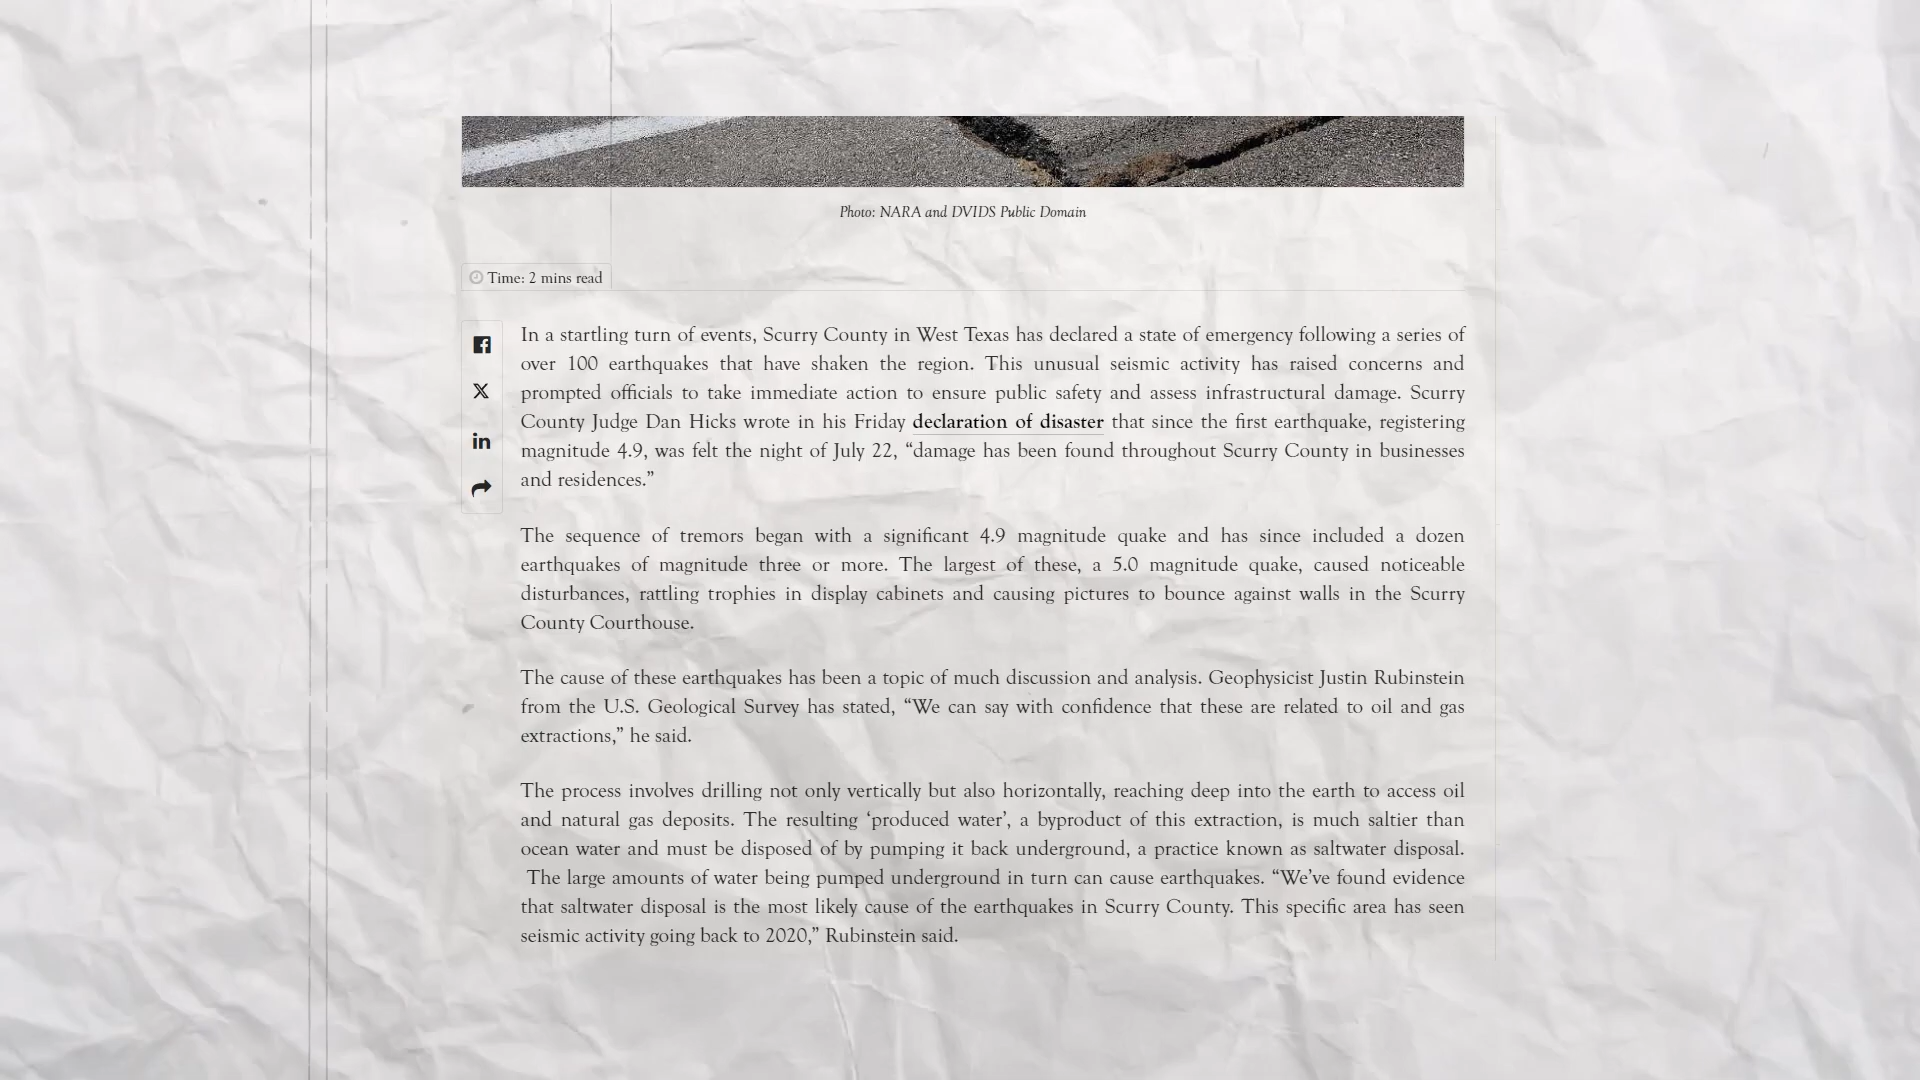 Photo: NARA and DVIDS Public Domain
Time: 2 mins read
In a startling turn of events, Scurry County in West Texas has declared a state of emergency following a series of
over 100 earthquakes that have shaken the region. This unusual seismic activity has raised concerns and
prompted officials to take immediate action to ensure public safety and assess infrastructural damage. Scurry
County Judge Dan Hicks wrote in his Friday declaration of disaster that since the first earthquake, registering
magnitude 4.9, was felt the night of July 22, “damage has been found throughout Scurry County in businesses
and residences.”
The sequence of tremors began with a significant 4.9 magnitude quake and has since included a dozen
earthquakes of magnitude three or more. The largest of these, a 5.0 magnitude quake, caused noticeable
disturbances, rattling trophies in display cabinets and causing pictures to bounce against walls in the Scurry
County Courthouse.
The cause of these earthquakes has been a topic of much discussion and analysis. Geophysicist Justin Rubinstein
from the U.S. Geological Survey has stated, “We can say with confidence that these are related to oil and gas
extractions,” he said.
The process involves drilling not only vertically but also horizontally, reaching deep into the earth to access oil
and natural gas deposits. The resulting ‘produced water’, a byproduct of this extraction, is much saltier than
ocean water and must be disposed of by pumping it back underground, a practice known as saltwater disposal.
The large amounts of water being pumped underground in turn can cause earthquakes. “We’ve found evidence
that saltwater disposal is the most likely cause of the earthquakes in Scurry County. This specific area has seen
seismic activity going back to 2020,” Rubinstein said.